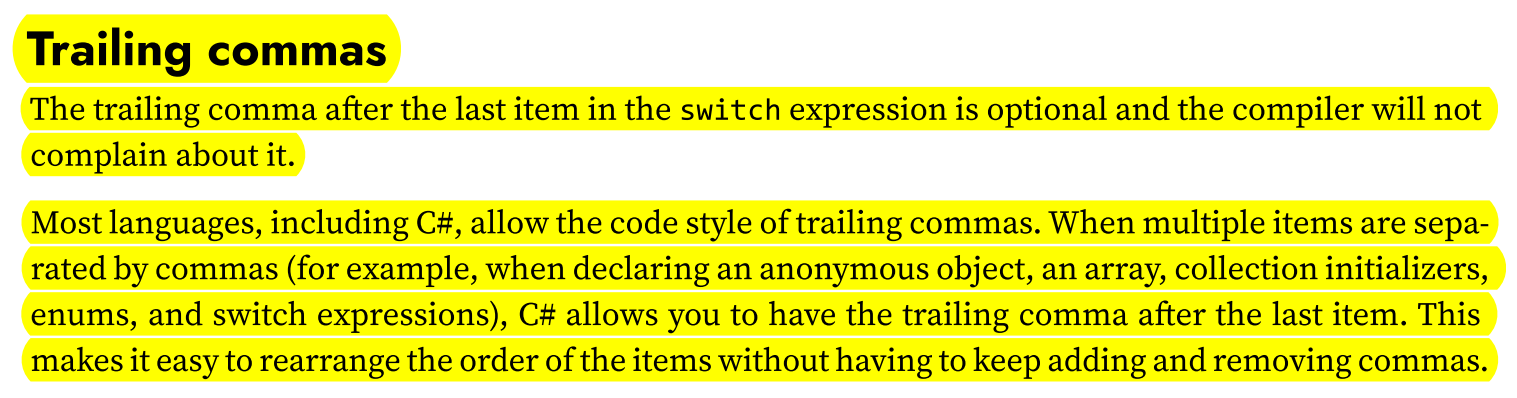 Trailing commas
The trailing comma after the last item in the switch expression is optional and the compiler will not
complain about it.
Most languages, including C#, allow the code style of trailing commas. When multiple items are sepa-
rated by commas (for example, when declaring an anonymous object, an array, collection initializers,
enums, and switch expressions), C# allows you to have the trailing comma after the last item. This
makes it easy to rearrange the order of the items without having to keep adding and removing commas.